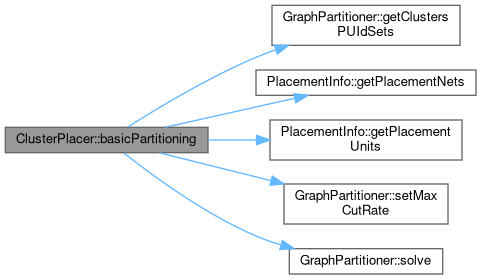 GraphPartitioner::getClusters
PUIdSets
PlacementInfo::getPlacementNets
ClusterPlacer::basicPartitioning
PlacementInfo::getPlacement
Units
GraphPartitioner::setMax
CutRate
GraphPartitioner::solve